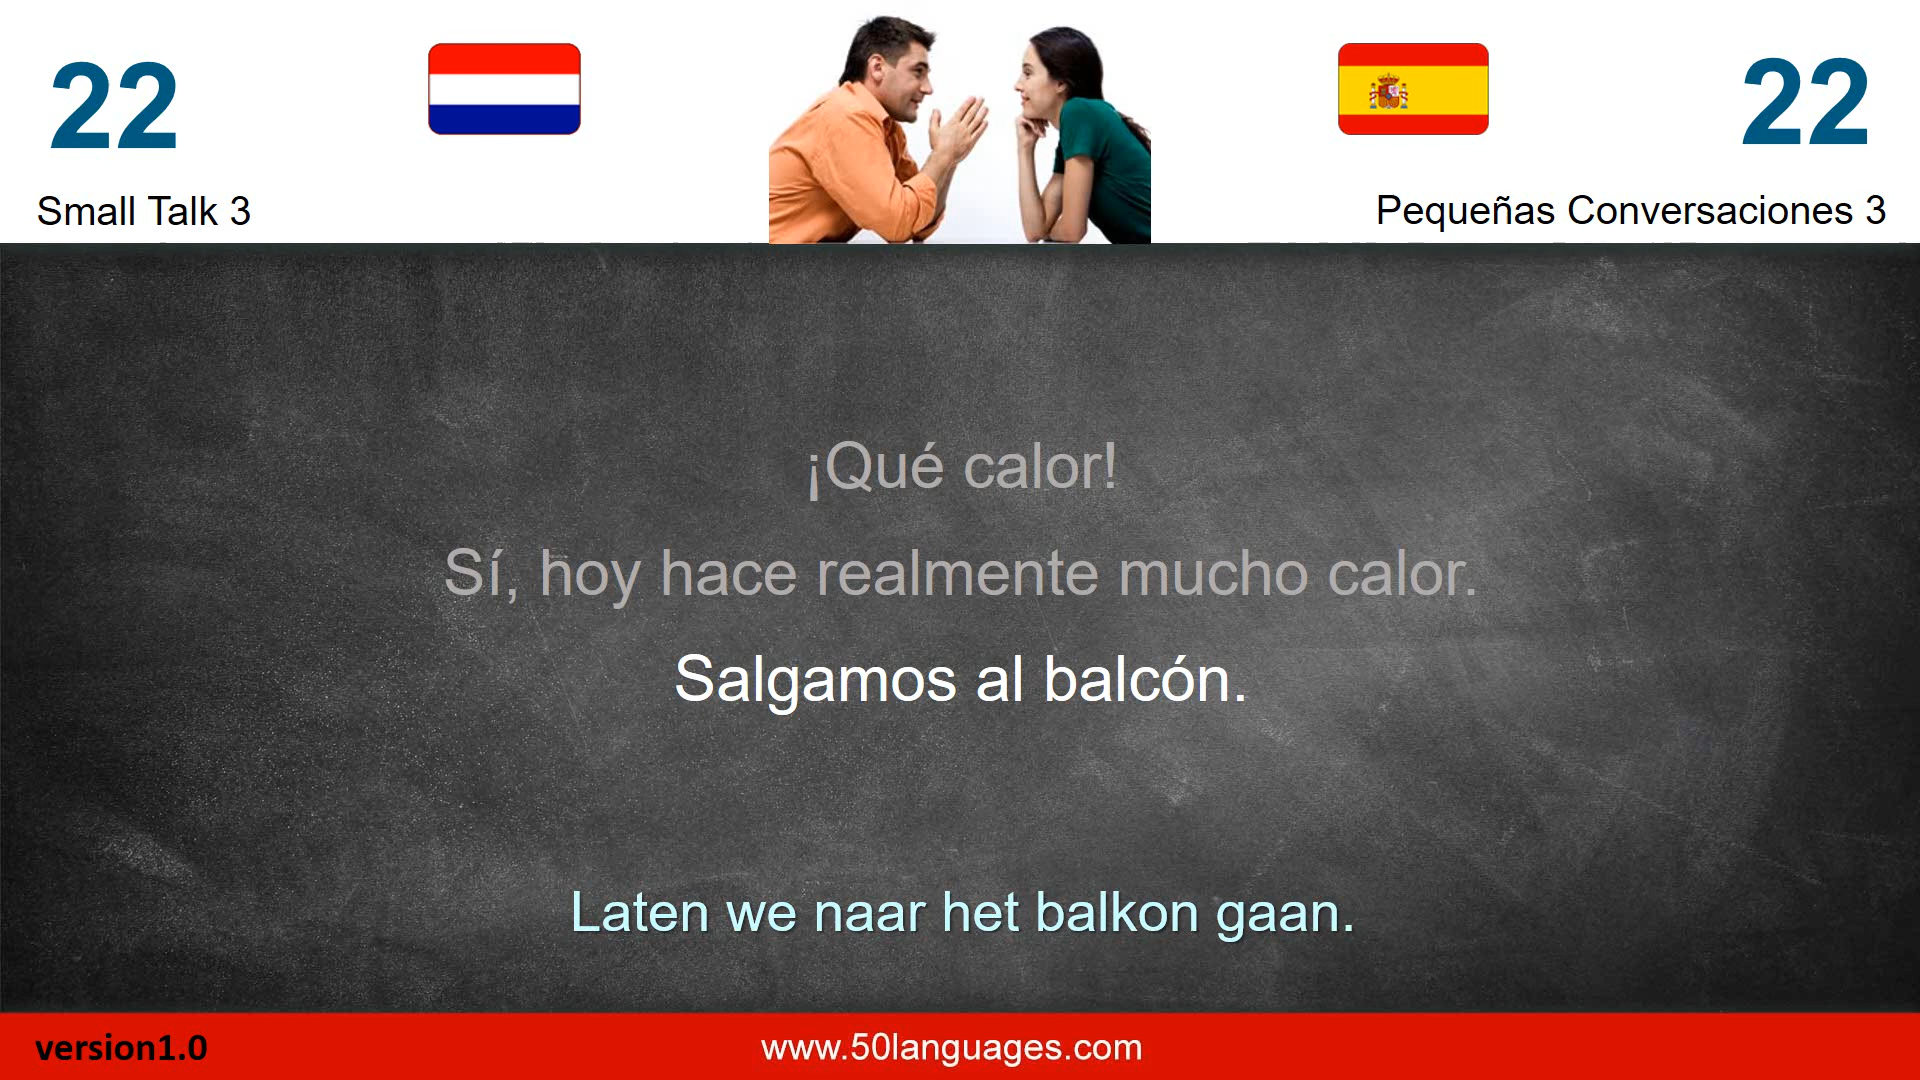 22
22
Small Talk 3
Pequeñas Conversaciones 3
¡Qué calor!
Sí, hoy hace realmente mucho calor.
Salgamos al balcón.
Laten we naar het balkon gaan.
version1.0
www.50languages.com